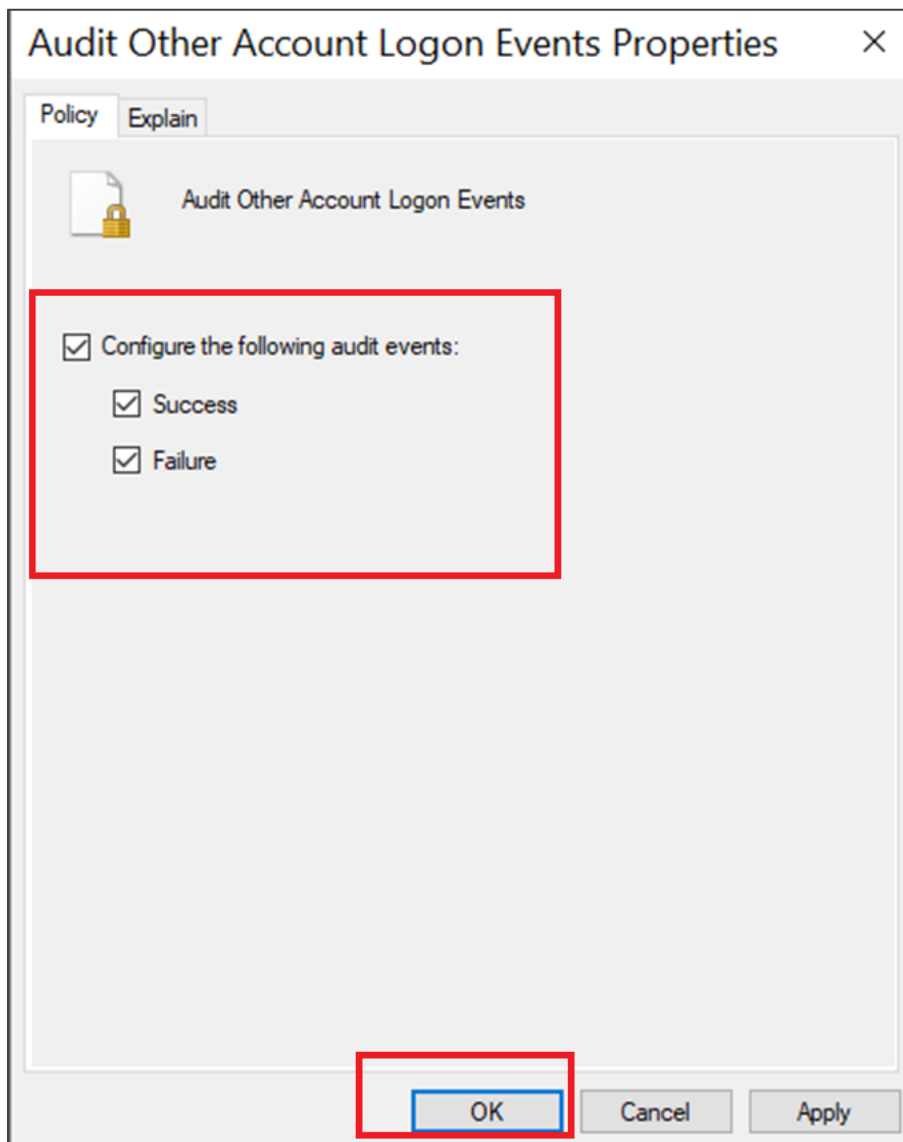 Audit Other Account Logon Events Properties
Policy
Explain
Audit Other Account Logon Events
Configure the following audit events:
Success
Failure
OK
Cancel
Apply